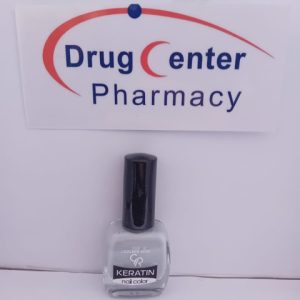 Drug Center
Pharmacy
GR
KERATIN
nail color